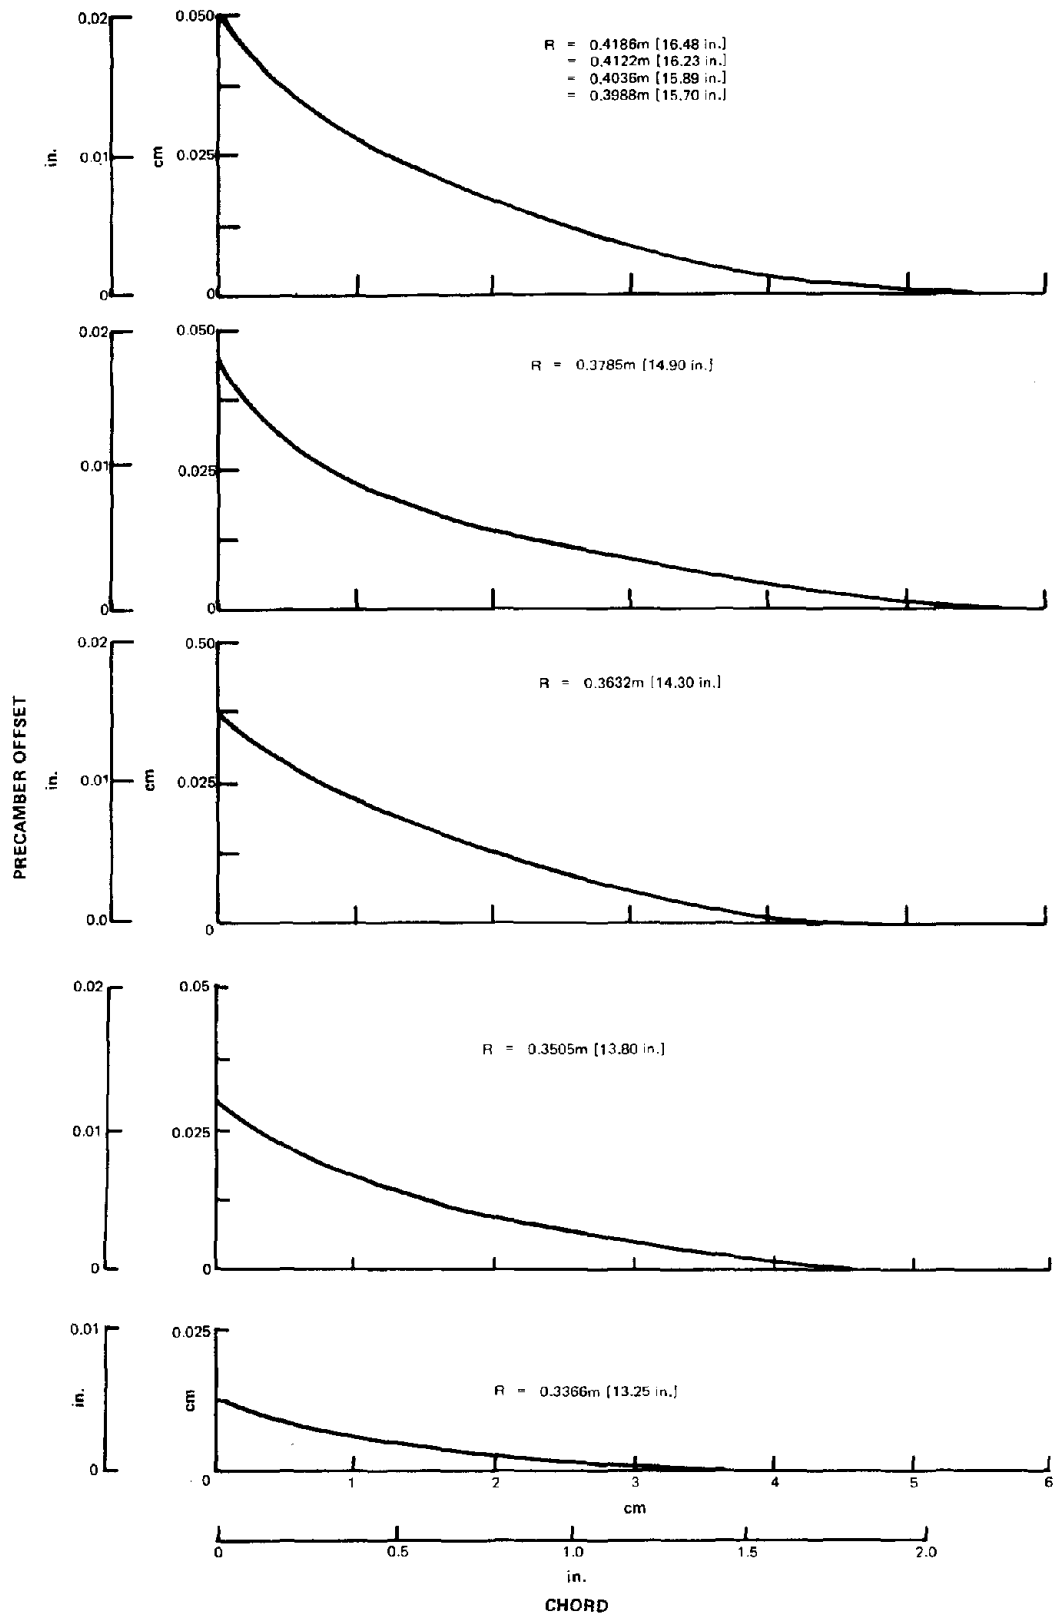 0.02
0.050
R = 0.4186m [16.48 in.]
= 0.4122m [16.23 in.]
= 0.4036m [15.89 in.]
= 0.3988m [15.70 in.]
in.
0.01
cm
0.025
0
0
0.02
0.050
R = 0.3785m [14.90 in.]
0.01
0.025
0
0
0.02
0.50
R = 0.3632m [14.30 in.]
PRECAMBER OFFSET
in.
0.01
cm
0.025
0.0
0
0.02
0.05
R = 0.3505m [13.80 in.]
0.01
0.025
0
0
0.01
0.025
in.
cm
R = 0.3366m [13.25 in.]
0
0 1 2 3 4 5 6
cm
0 0.5 1.0 1.5 2.0
in.
CHORD